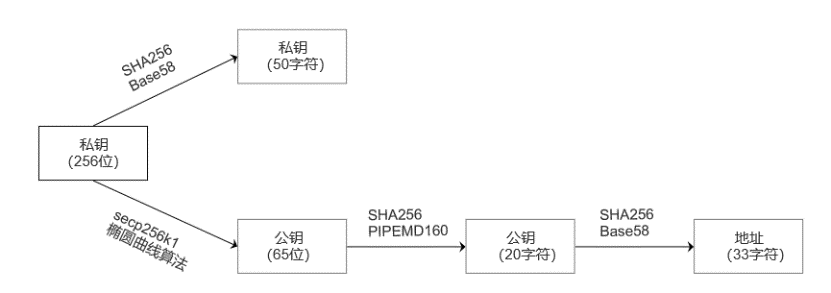 SHA256
Base58
私钥
(50字符)
私钥
(256位)
secp256k1
椭圆曲线算法
公钥
(65位)
SHA256
PIPEMD160
公钥
(20字符)
SHA256
Base58
地址
(33字符)